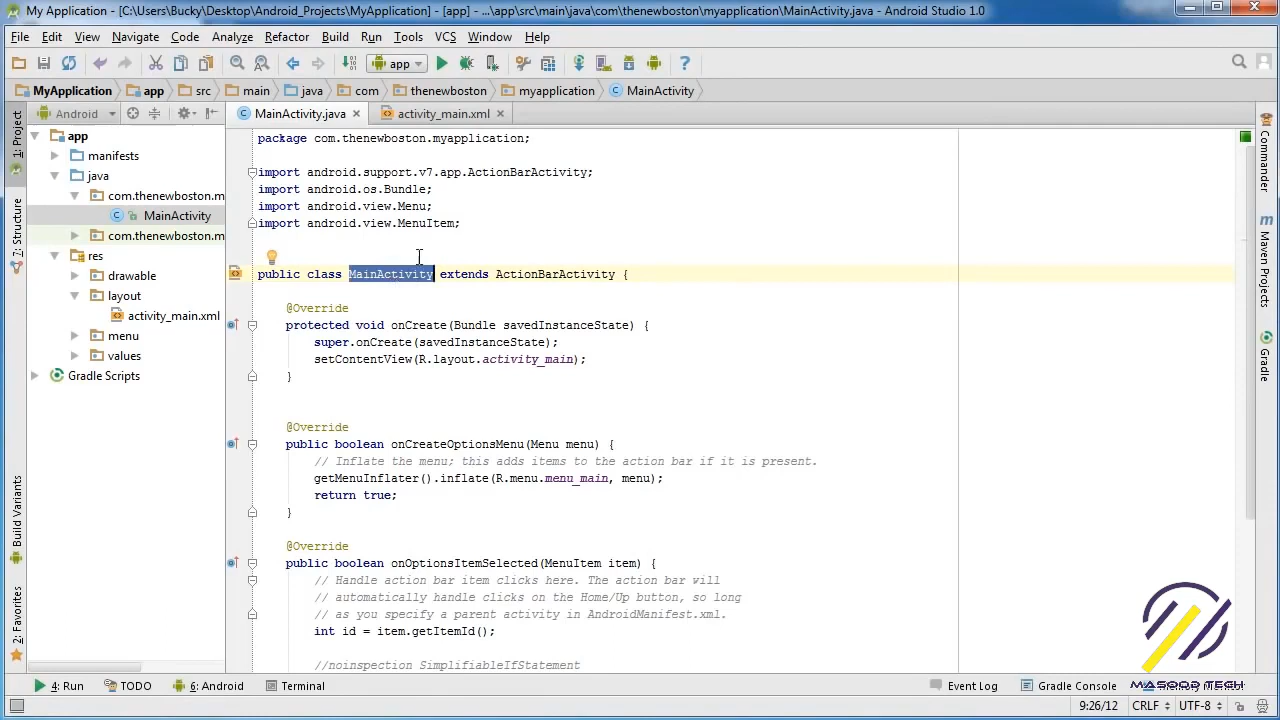 My Application - [C:\Users\Bucky\Desktop\Android_Projects\MyApplication] - [app] - ...\app\src\main\java\com\thenewboston\myapplication\MainActivity.java - Android Studio 1.0
File Edit View Navigate Code Analyze Refactor Build Run Tools VCS Window Help
app
MyApplication app src main java com thenewboston myapplication MainActivity
Android MainActivity.java activity_main.xml
1: Project
7: Structure
Build Variants
2: Favorites
app
manifests
java
com.thenewboston.m
MainActivity
com.thenewboston.m
res
drawable
layout
activity_main.xml
menu
values
Gradle Scripts
package com.thenewboston.myapplication;
import android.support.v7.app.ActionBarActivity;
import android.os.Bundle;
import android.view.Menu;
import android.view.MenuItem;
public class MainActivity extends ActionBarActivity {
@Override
protected void onCreate(Bundle savedInstanceState) {
super.onCreate(savedInstanceState);
setContentView(R.layout.activity_main);
}
@Override
public boolean onCreateOptionsMenu(Menu menu) {
// Inflate the menu; this adds items to the action bar if it is present.
getMenuInflater().inflate(R.menu.menu_main, menu);
return true;
}
@Override
public boolean onOptionsItemSelected(MenuItem item) {
// Handle action bar item clicks here. The action bar will
// automatically handle clicks on the Home/Up button, so long
// as you specify a parent activity in AndroidManifest.xml.
int id = item.getItemId();
//noinspection SimplifiableIfStatement
Commander
Maven Projects
Gradle
MASOOD TECH
4: Run TODO 6: Android Terminal Event Log Gradle Console
9:26/12 CRLF UTF-8